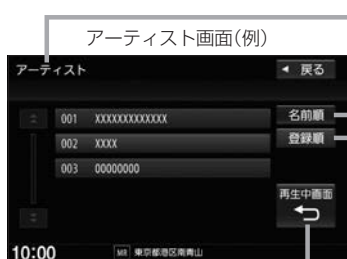 アーティスト画面(例)
アーティスト
◀ 戻る
001 XXXXXXXXXXXXX
名前順
002 XXXX
登録順
003 00000000
再生中画面
10:00
MR 東京都港区南青山